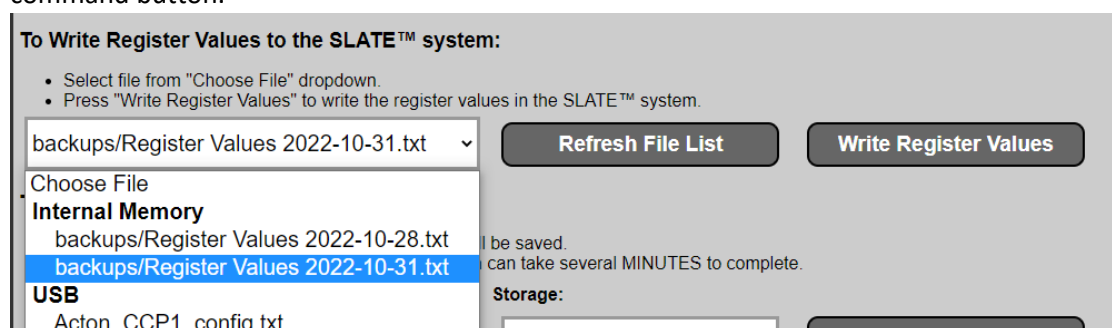 To Write Register Values to the SLATE™ system:
• Select file from "Choose File" dropdown.
• Press "Write Register Values" to write the register values in the SLATE™ system.
backups/Register Values 2022-10-31.txt
Refresh File List
Write Register Values
Choose File
Internal Memory
backups/Register Values 2022-10-28.txt
l be saved.
backups/Register Values 2022-10-31.txt
can take several MINUTES to complete.
USB
Storage:
Acton_CCP1_config.txt